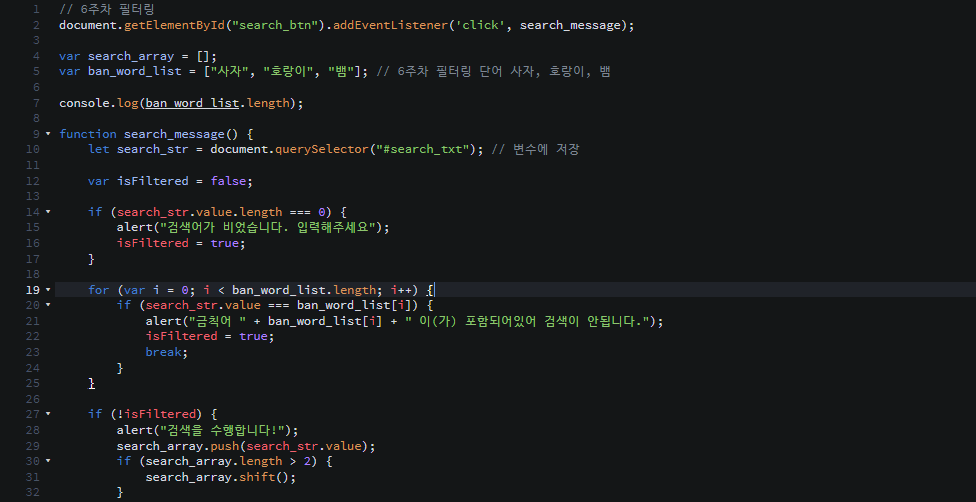 1 // 6주차 필터링
2 document.getElementById("search_btn").addEventListener('click', search_message);
3
4 var search_array = [];
5 var ban_word_list = ["사자", "호랑이", "뱀"]; // 6주차 필터링 단어 사자, 호랑이, 뱀
6
7 console.log(ban_word_list.length);
8
9 function search_message() {
10 let search_str = document.querySelector("#search_txt"); // 변수에 저장
11
12 var isFiltered = false;
13
14 if (search_str.value.length === 0) {
15 alert("검색어가 비었습니다. 입력해주세요");
16 isFiltered = true;
17 }
18
19 for (var i = 0; i < ban_word_list.length; i++) {
20 if (search_str.value === ban_word_list[i]) {
21 alert("금칙어 " + ban_word_list[i] + " 이(가) 포함되어있어 검색이 안됩니다.");
22 isFiltered = true;
23 break;
24 }
25 }
26
27 if (!isFiltered) {
28 alert("검색을 수행합니다!");
29 search_array.push(search_str.value);
30 if (search_array.length > 2) {
31 search_array.shift();
32 }